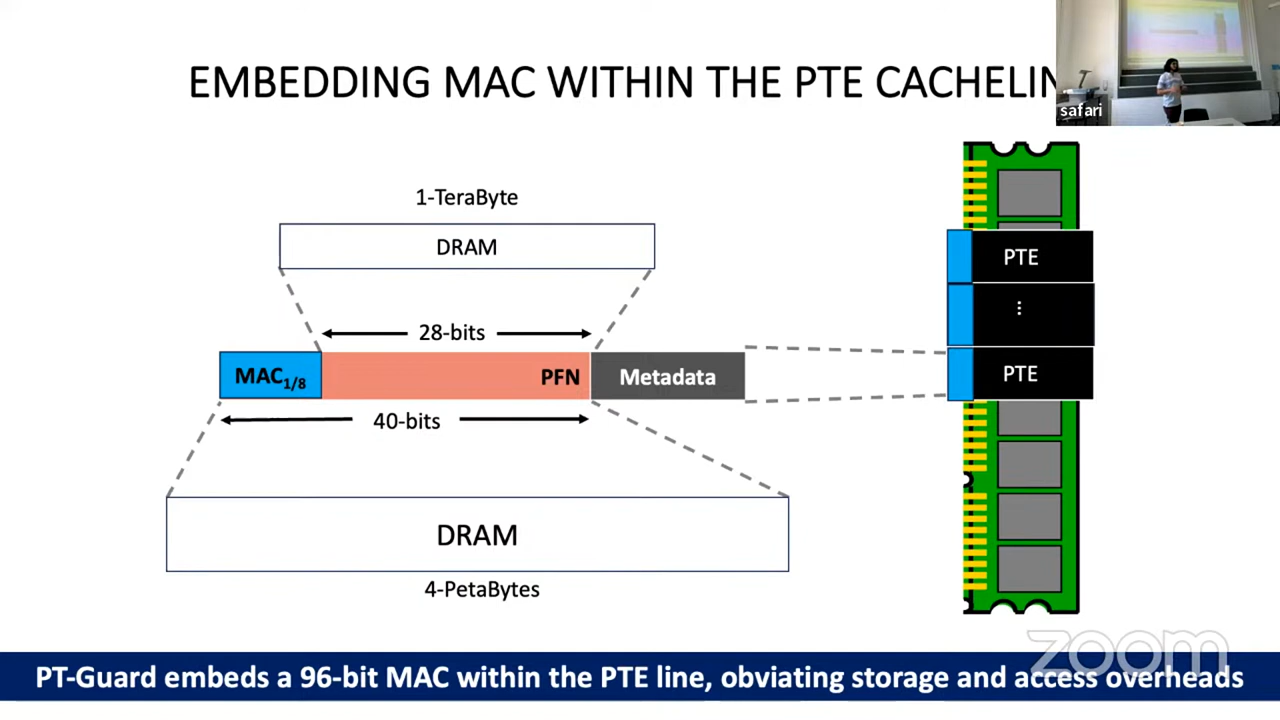 EMBEDDING MAC WITHIN THE PTE CACHELIN
safari
1-TeraByte
DRAM
28-bits
MAC1/8
PFN
Metadata
40-bits
DRAM
4-PetaBytes
PTE
⋮
PTE
zoom
PT-Guard embeds a 96-bit MAC within the PTE line, obviating storage and access overheads